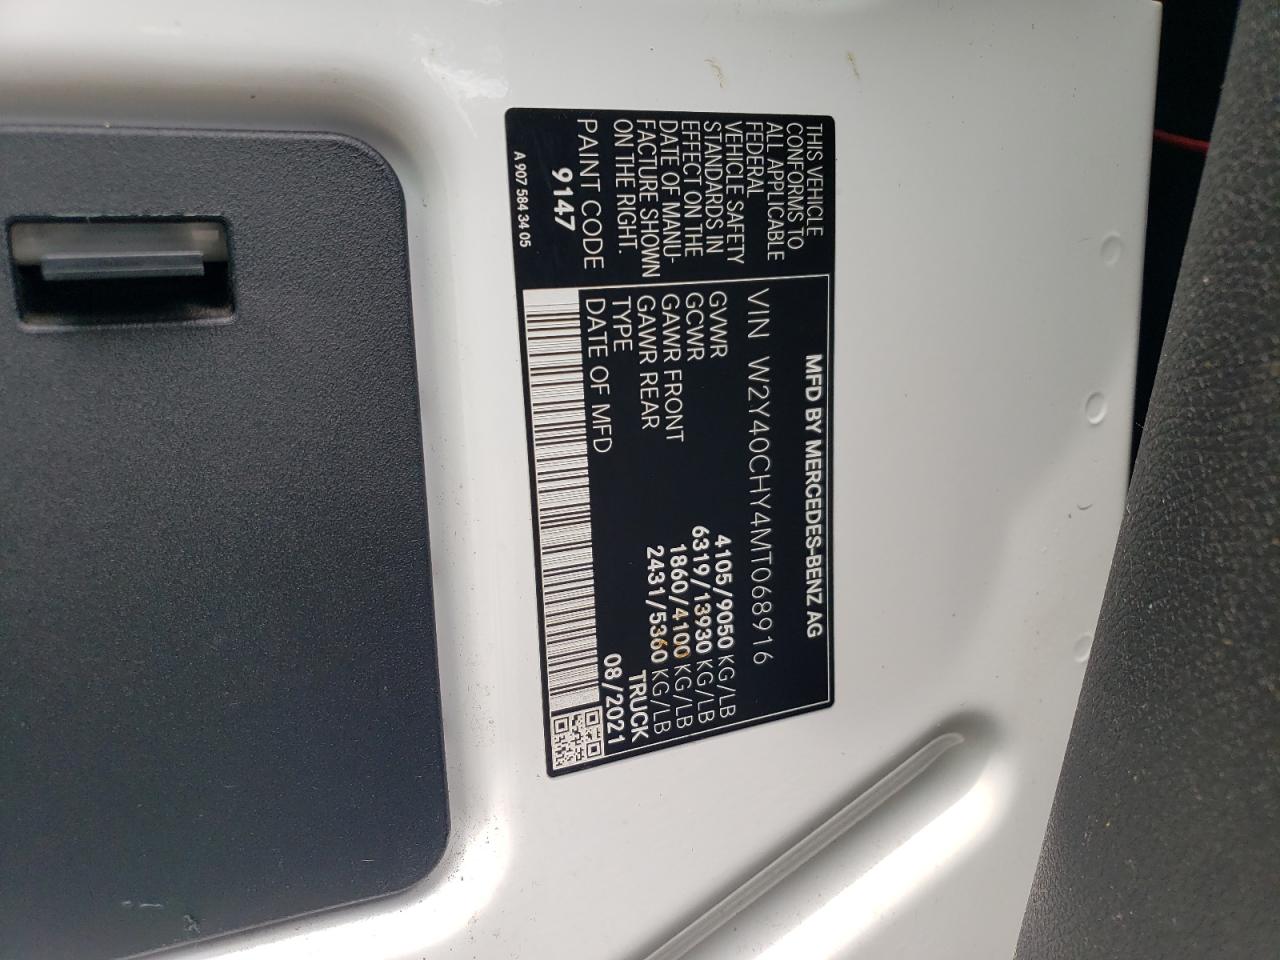 THIS VEHICLE
CONFORMS TO
ALL APPLICABLE
FEDERAL
VEHICLE SAFETY
STANDARDS IN
EFFECT ON THE
DATE OF MANU-
FACTURE SHOWN
ON THE RIGHT.
PAINT CODE
9147
A 907 584 34 05
MFD BY MERCEDES-BENZ AG
VIN W2Y40CHY4MT068916
GVWR 4105/9050 KG/LB
GCWR 6319/13930 KG/LB
GAWR FRONT 1860/4100 KG/LB
GAWR REAR 2431/5360 KG/LB
TYPE TRUCK
DATE OF MFD 08/2021